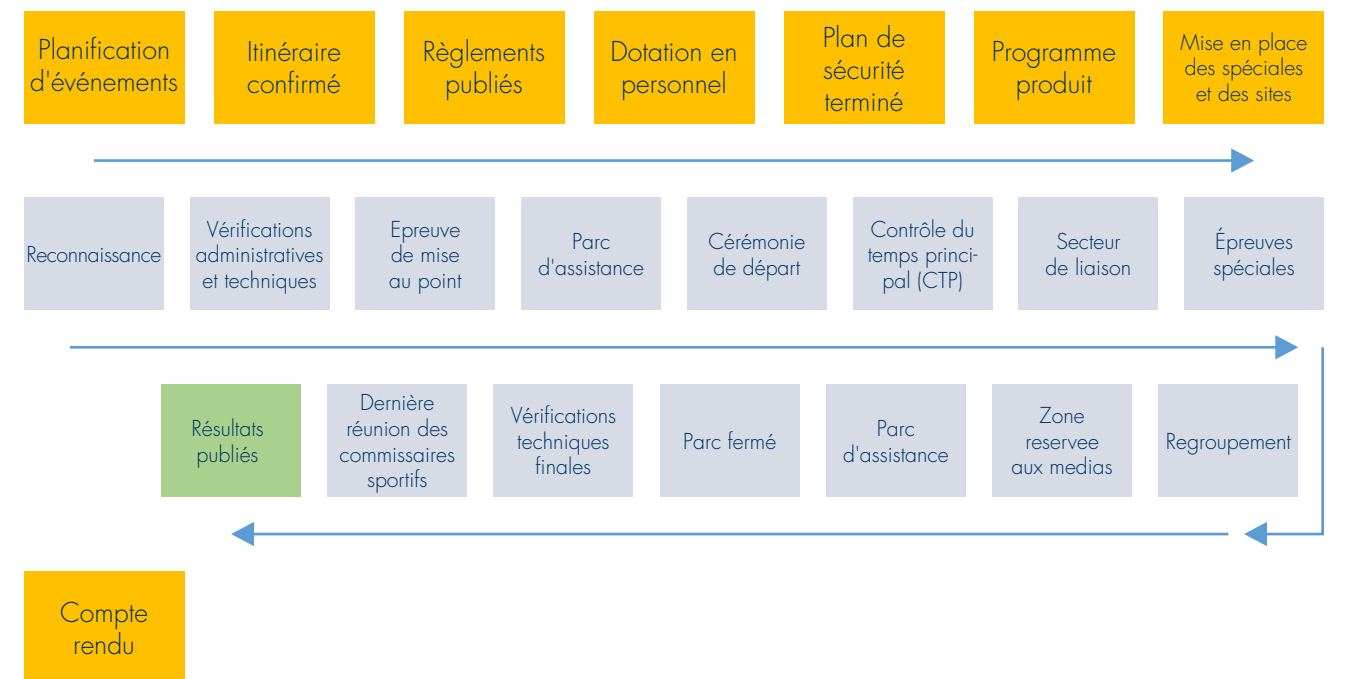 Planification
d'événements
Itinéraire
confirmé
Règlements
publiés
Dotation en
personnel
Plan de
sécurité
terminé
Programme
produit
Mise en place
des spéciales
et des sites
Reconnaissance
Vérifications
administratives
et techniques
Epreuve
de mise
au point
Parc
d'assistance
Cérémonie
de départ
Contrôle du
temps princi-
pal (CTP)
Secteur
de liaison
Épreuves
spéciales
Résultats
publiés
Dernière
réunion des
commissaires
sportifs
Vérifications
techniques
finales
Parc fermé
Parc
d'assistance
Zone
reservee
aux medias
Regroupement
Compte
rendu